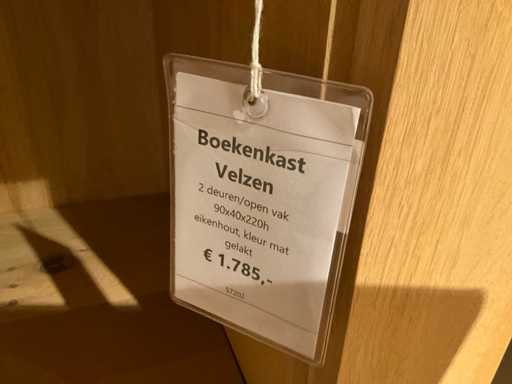 Boekenkast
Velzen
2 deuren/open vak
90x40x220h
eikenhout, kleur mat
gelakt
€ 1.785,-